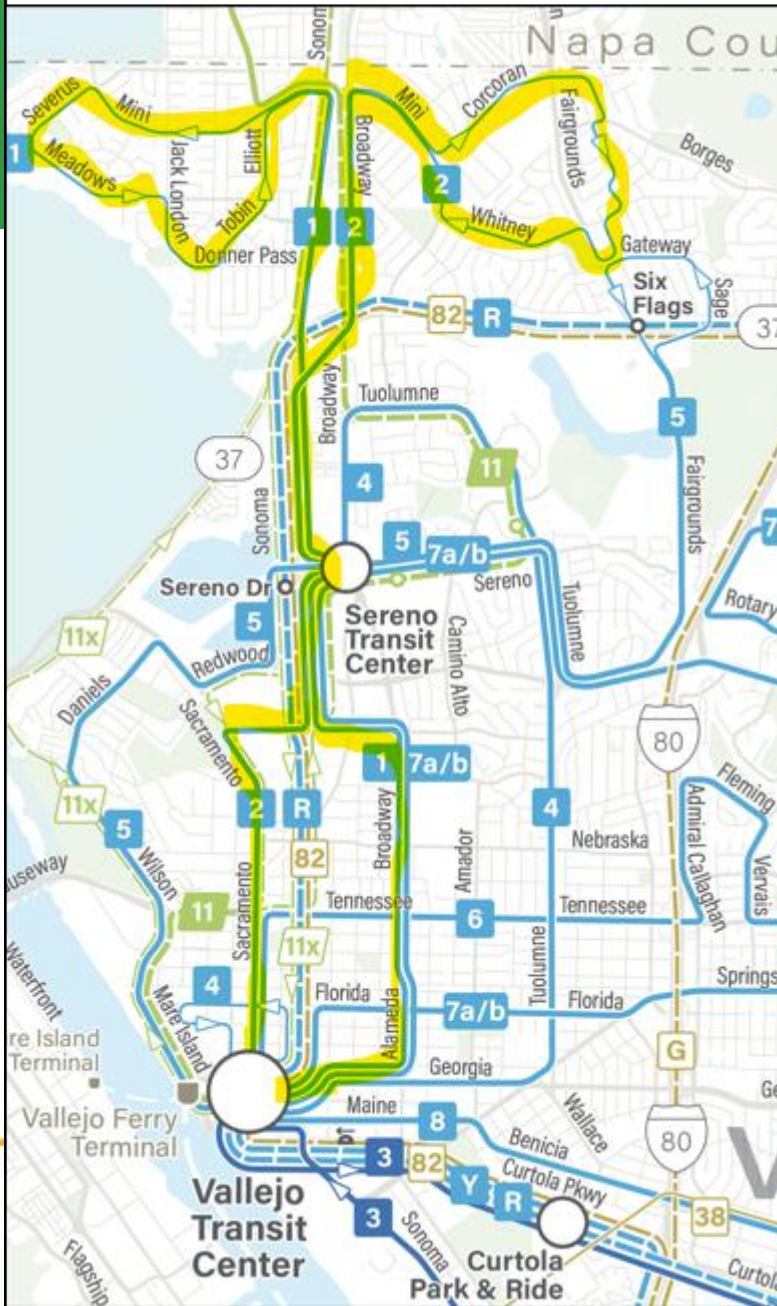 Sonom
Napa Cou
Severus
Mini
Mini
Corcoran
Fairgrounds
Borges
Broadway
Elliott
1
Meadows
Jack London
2
Tobin
Whitney
1
2
Donner Pass
Gateway
Six
Flags
Sage
82
R
37
Broadway
Tuolumne
5
37
4
11
Sonoma
Fairgrounds
5
7a/b
7
Sereno Dr
Sereno
5
Sereno
Transit
Center
Camino Alto
Tuolumne
Rotary
11x
Redwood
Daniels
Sacramento
80
1
7a/b
11x
5
2
R
4
Fleming
Wilson
Broadway
Amador
Nebraska
Admiral Callaghan
Vervais
82
auseway
Sacramento
Tennessee
6
Tennessee
11
11x
Waterfront
4
Florida
7a/b
Tuolumne
Florida
Springs
Mare Island
Alameda
re Island
Terminal
Georgia
G
Ge
Vallejo Ferry
Terminal
Maine
8
Wallace
Benicia
80
V
3
82
Y
R
Curtola Pkwy
38
Vallejo
Transit
Center
3
Sonoma
Curtola
Park & Ride
Curtol
Flagship